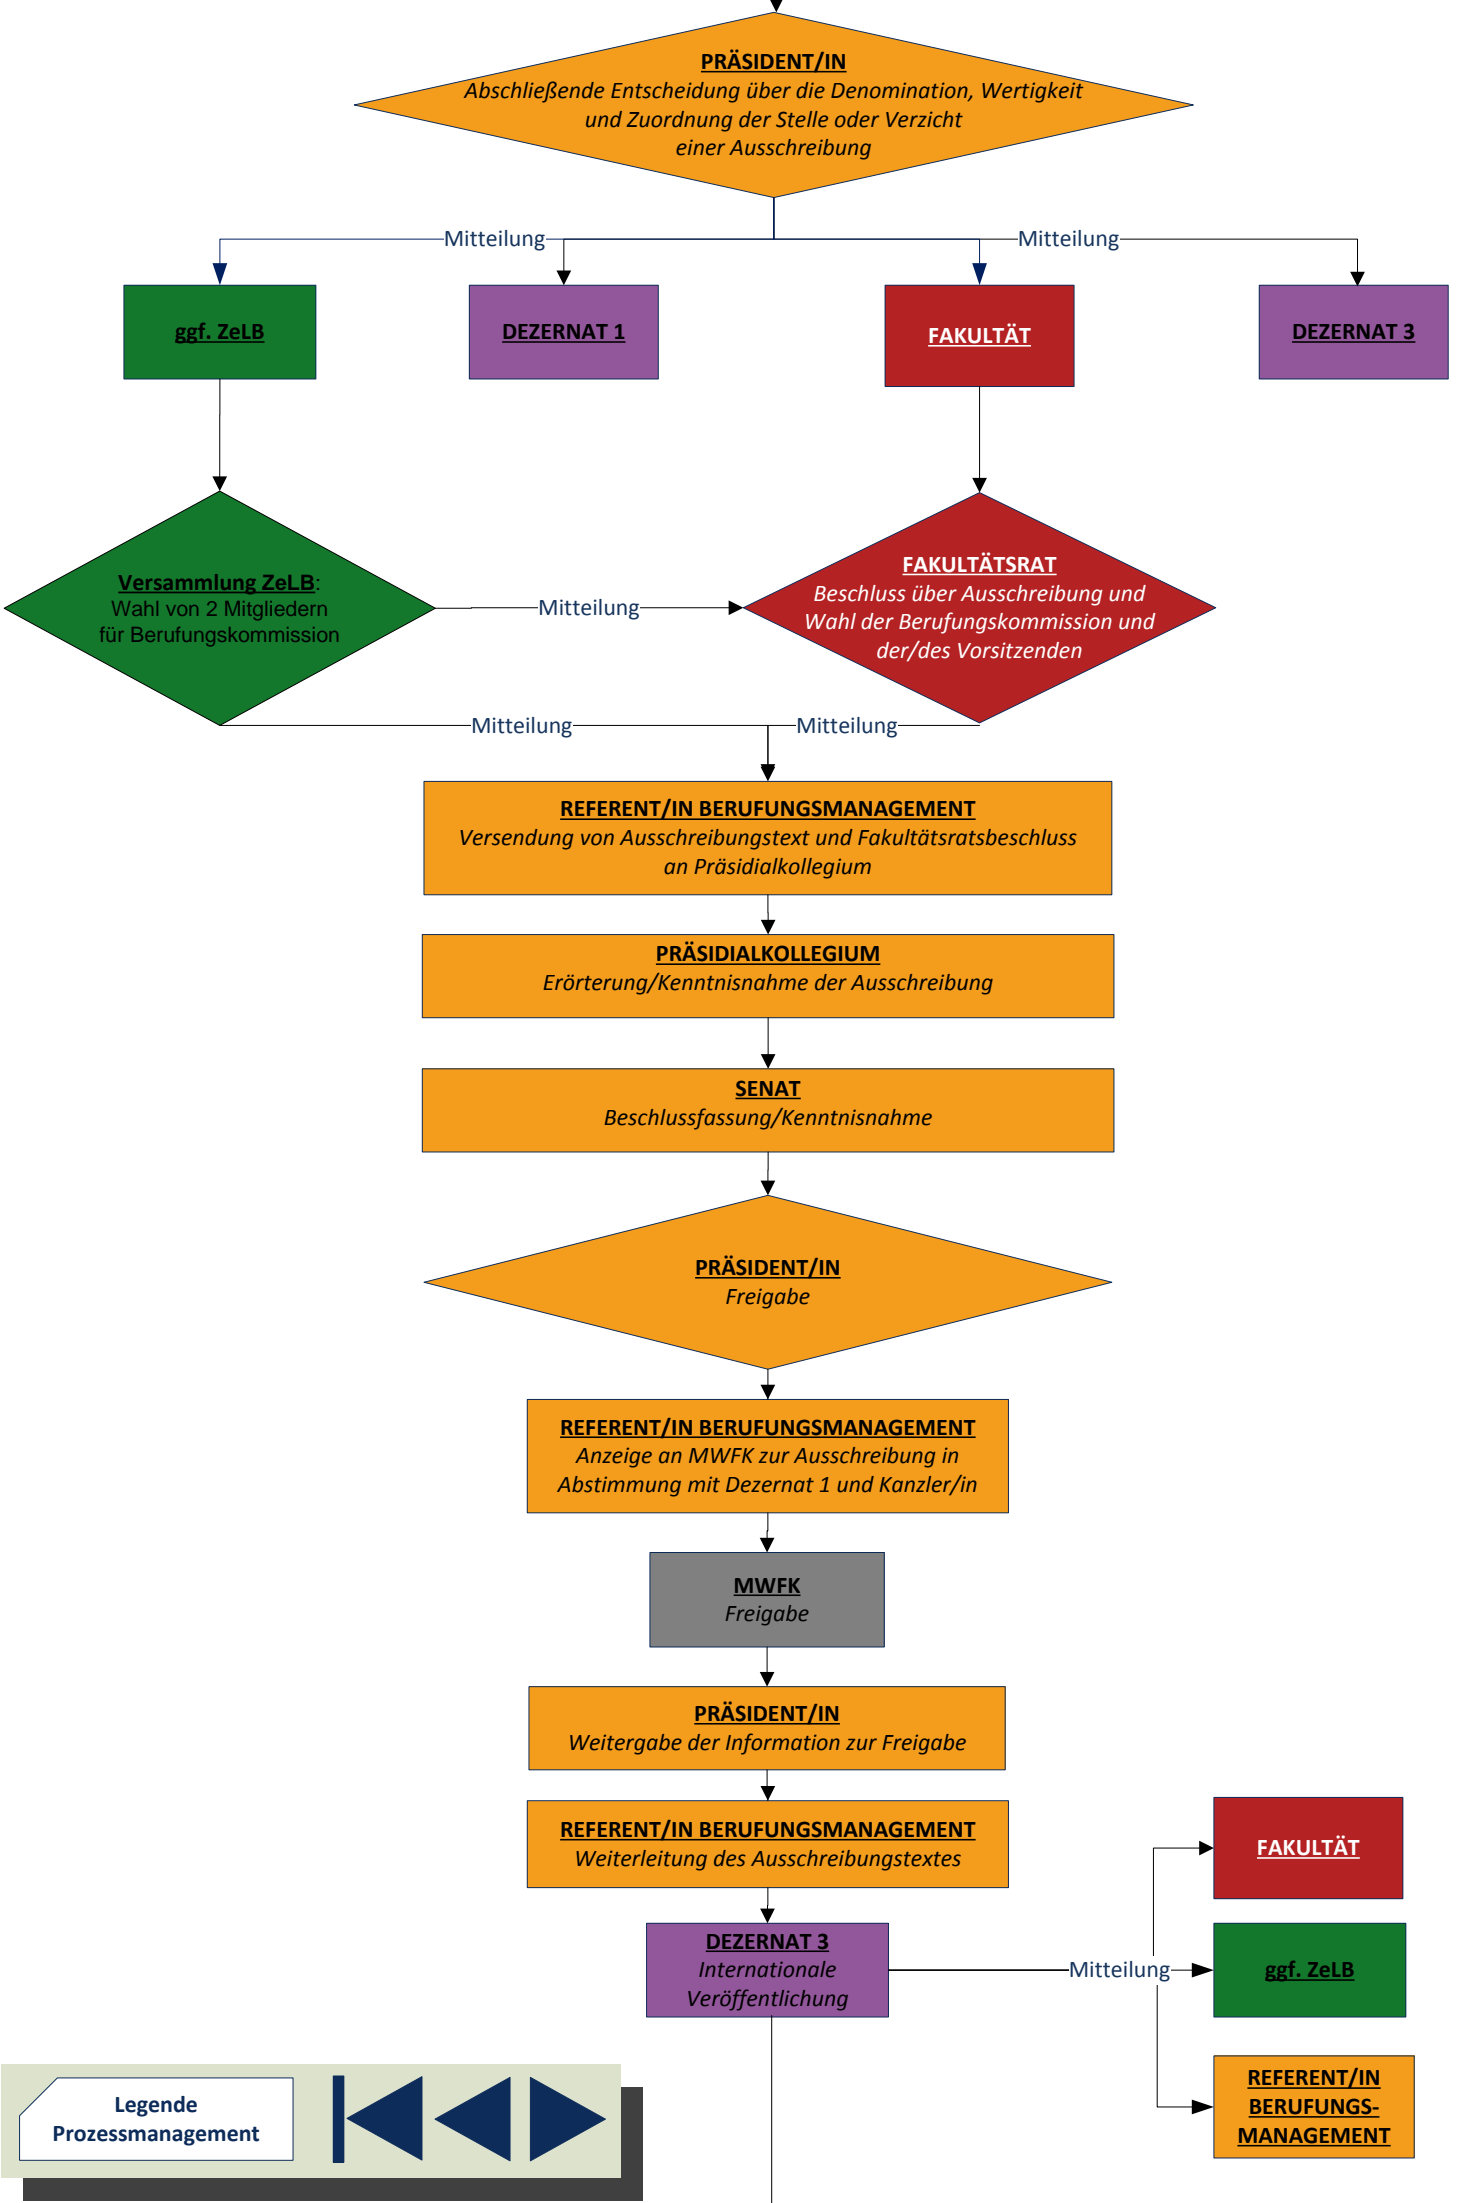 PRÄSIDENT/IN
Abschließende Entscheidung über die Denomination, Wertigkeit
und Zuordnung der Stelle oder Verzicht
einer Ausschreibung
Mitteilung
Mitteilung
ggf. ZeLB
DEZERNAT 1
FAKULTÄT
DEZERNAT 3
Versammlung ZeLB:
Wahl von 2 Mitgliedern
für Berufungskommission
Mitteilung
FAKULTÄTSRAT
Beschluss über Ausschreibung und
Wahl der Berufungskommission und
der/des Vorsitzenden
Mitteilung
Mitteilung
REFERENT/IN BERUFUNGSMANAGEMENT
Versendung von Ausschreibungstext und Fakultätsratsbeschluss
an Präsidialkollegium
PRÄSIDIALKOLLEGIUM
Erörterung/Kenntnisnahme der Ausschreibung
SENAT
Beschlussfassung/Kenntnisnahme
PRÄSIDENT/IN
Freigabe
REFERENT/IN BERUFUNGSMANAGEMENT
Anzeige an MWFK zur Ausschreibung in
Abstimmung mit Dezernat 1 und Kanzler/in
MWFK
Freigabe
PRÄSIDENT/IN
Weitergabe der Information zur Freigabe
REFERENT/IN BERUFUNGSMANAGEMENT
Weiterleitung des Ausschreibungstextes
DEZERNAT 3
Internationale
Veröffentlichung
Mitteilung
FAKULTÄT
ggf. ZeLB
REFERENT/IN
BERUFUNGS-
MANAGEMENT
Legende
Prozessmanagement